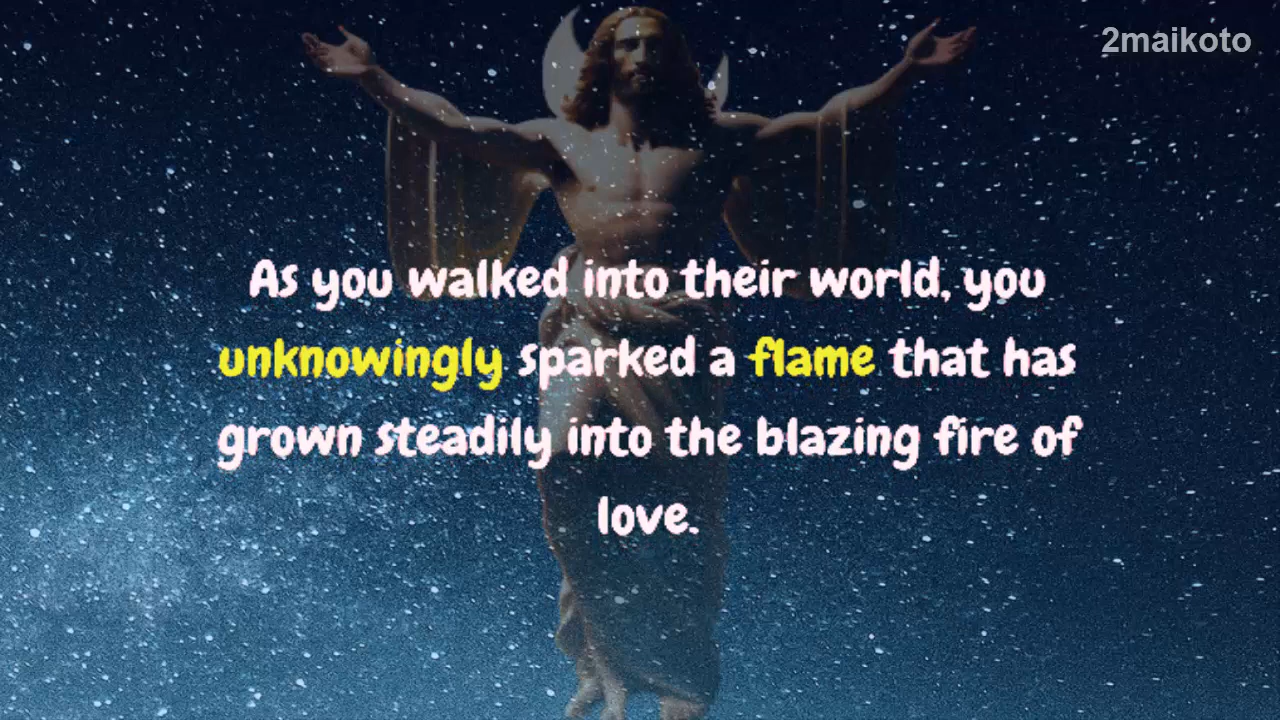 2maikoto
As you walked into their world, you
unknowingly sparked a flame that has
grown steadily into the blazing fire of
love.